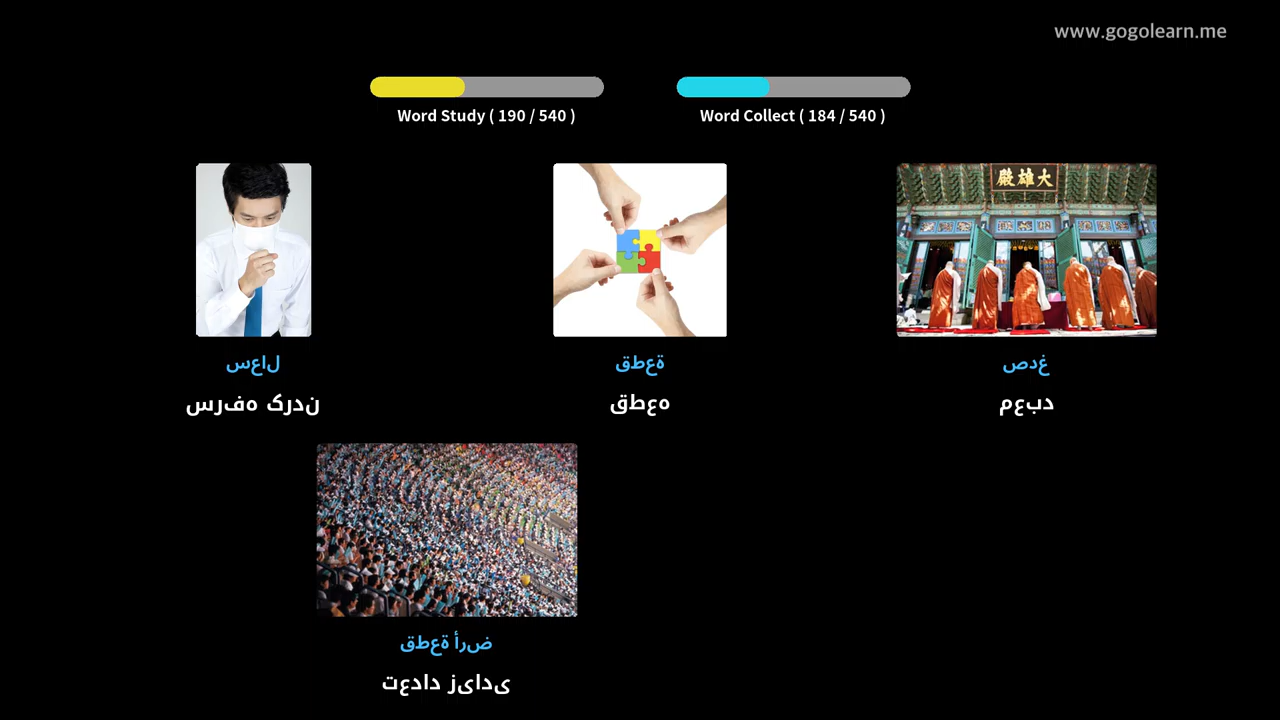 www.gogolearn.me
Word Study ( 190 / 540 )
Word Collect ( 184 / 540 )
大雄殿
لاعس
ندرک هفرس
ةعطق
هعطق
غدص
دبعم
ضرأ ةعطق
یدایز دادعت